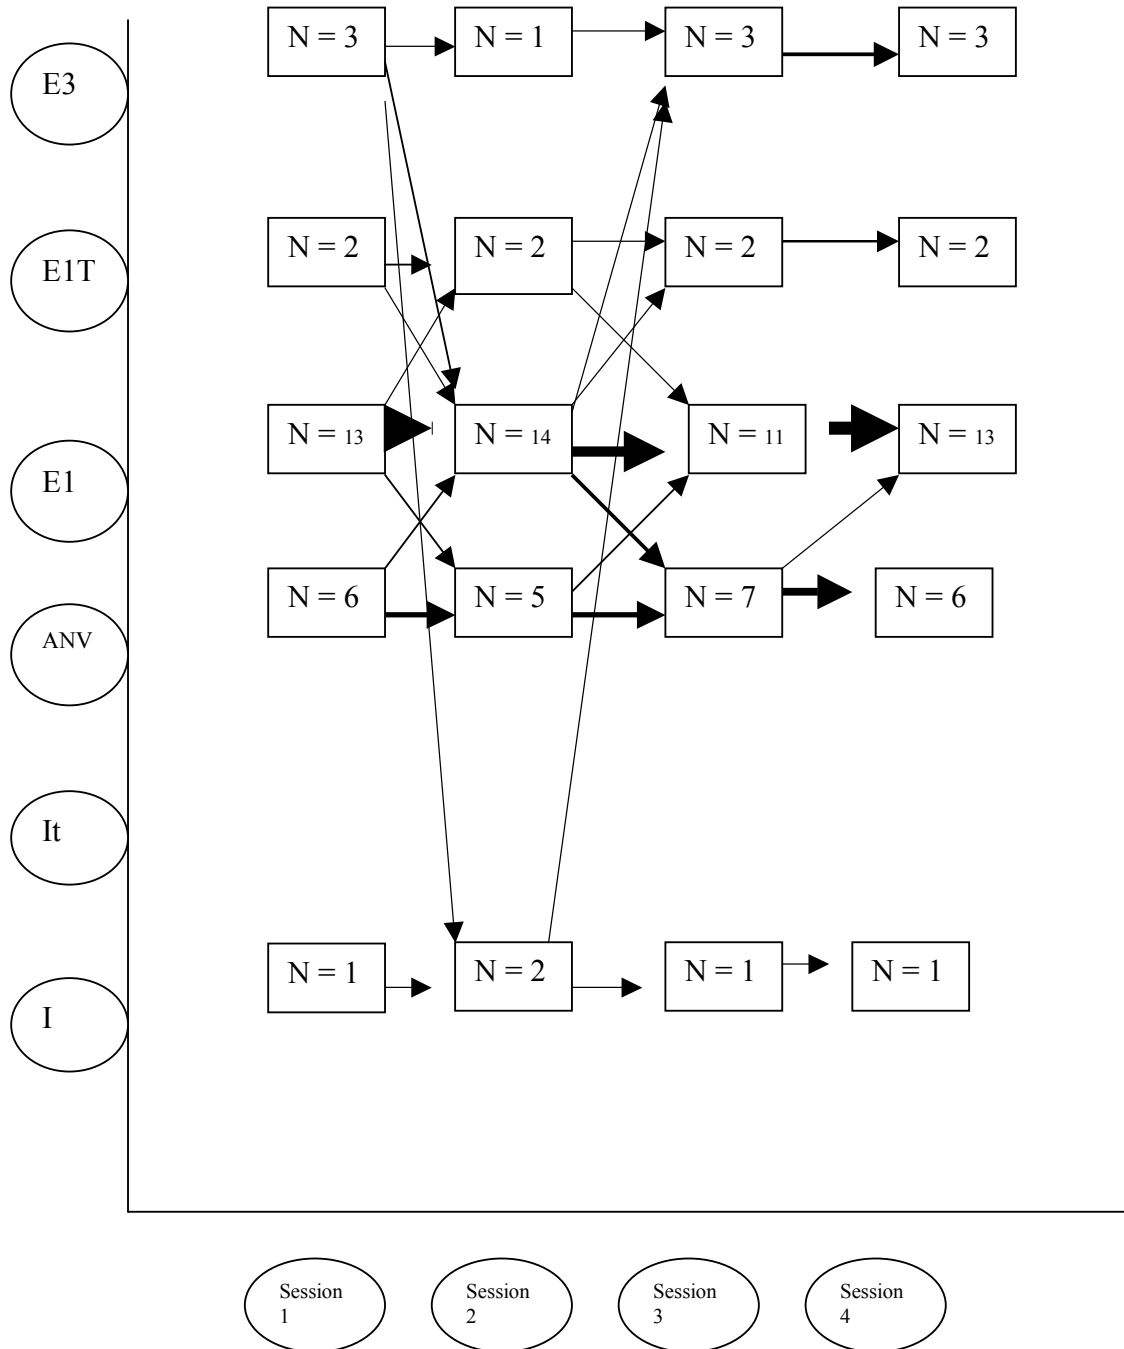 E3
N = 3
N = 1
N = 3
N = 3
E1T
N = 2
N = 2
N = 2
N = 2
E1
N = 13
N = 14
N = 11
N = 13
ANV
N = 6
N = 5
N = 7
N = 6
It
I
N = 1
N = 2
N = 1
N = 1
Session
1
Session
2
Session
3
Session
4